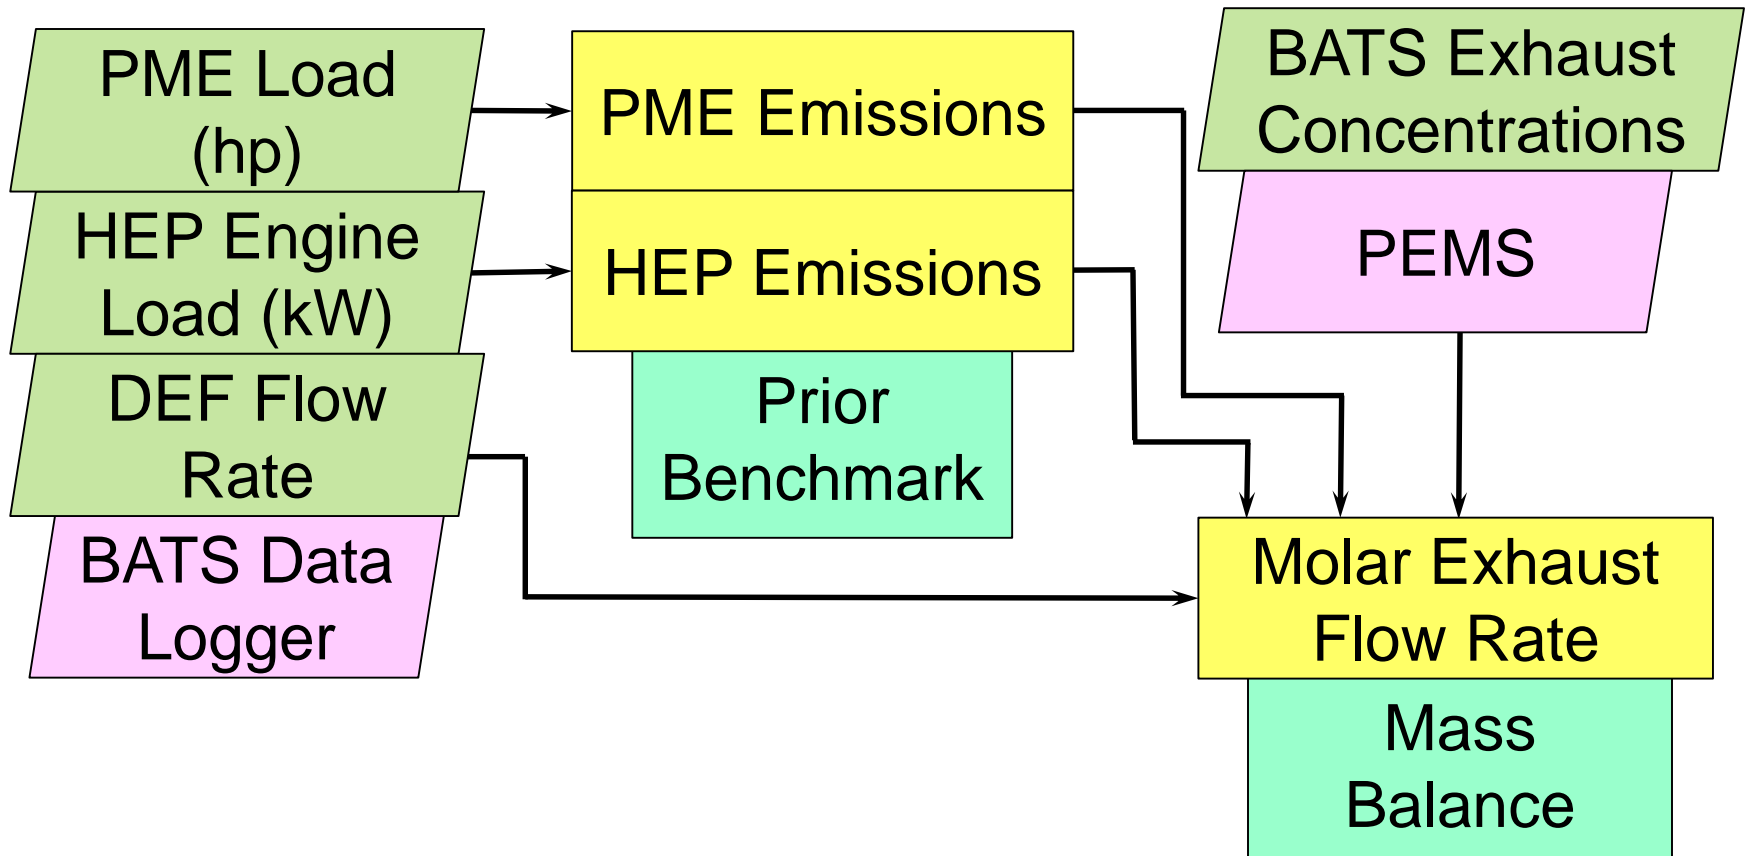 PME Load
(hp)
HEP Engine
Load (kW)
DEF Flow
Rate
BATS Data
Logger
PME Emissions
HEP Emissions
Prior
Benchmark
BATS Exhaust
Concentrations
PEMS
Molar Exhaust
Flow Rate
Mass
Balance